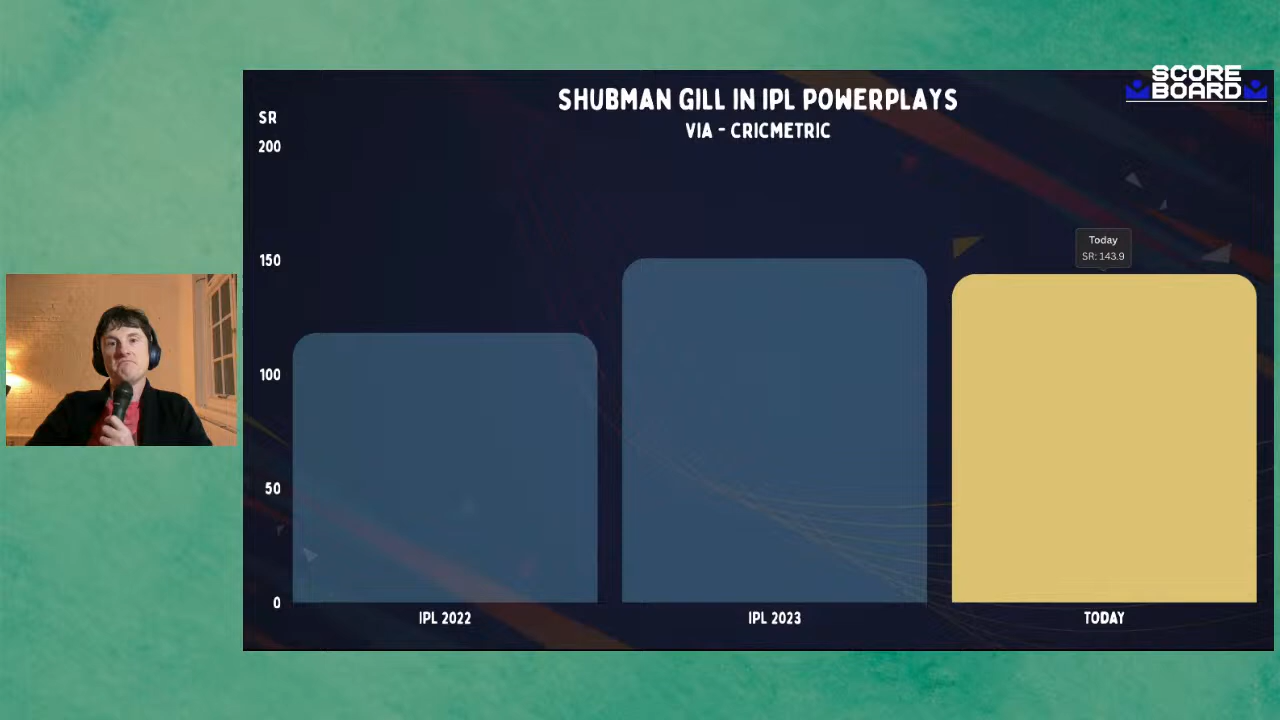 SCORE
BOARD
SHUBMAN GILL IN IPL POWERPLAYS
VIA - CRICMETRIC
SR
200
150
100
50
0
Today
SR: 143.9
IPL 2022
IPL 2023
TODAY